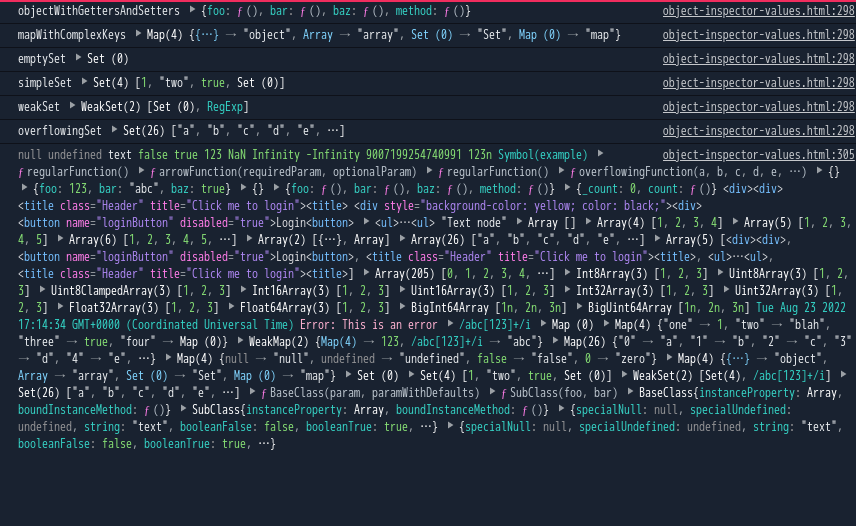 objectWithGettersAndSetters ▶ {foo: ƒ (), bar: ƒ (), baz: ƒ (), method: ƒ ()} object-inspector-values.html:298
mapWithComplexKeys ▶ Map(4) {{…} → "object", Array → "array", Set (0) → "Set", Map (0) → "map"} object-inspector-values.html:298
emptySet ▶ Set (0) object-inspector-values.html:298
simpleSet ▶ Set(4) [1, "two", true, Set (0)] object-inspector-values.html:298
weakSet ▶ WeakSet(2) [Set (0), RegExp] object-inspector-values.html:298
overflowingSet ▶ Set(26) ["a", "b", "c", "d", "e", …] object-inspector-values.html:298
null undefined text false true 123 NaN Infinity -Infinity 9007199254740991 123n Symbol(example) ▶ object-inspector-values.html:305
ƒ regularFunction() ▶ ƒ arrowFunction(requiredParam, optionalParam) ▶ ƒ regularFunction() ▶ ƒ overflowingFunction(a, b, c, d, e, …) ▶ {}
▶ {foo: 123, bar: "abc", baz: true} ▶ {} ▶ {foo: ƒ (), bar: ƒ (), baz: ƒ (), method: ƒ ()} ▶ {_count: 0, count: ƒ ()} <div><div>
<title class="Header" title="Click me to login"><title> <div style="background-color: yellow; color: black;"><div>
<button name="loginButton" disabled="true">Login<button> ▶ <ul>…<ul> "Text node" ▶ Array [] ▶ Array(4) [1, 2, 3, 4] ▶ Array(5) [1, 2, 3,
4, 5] ▶ Array(6) [1, 2, 3, 4, 5, …] ▶ Array(2) [{…}, Array] ▶ Array(26) ["a", "b", "c", "d", "e", …] ▶ Array(5) [<div><div>,
<button name="loginButton" disabled="true">Login<button>, <title class="Header" title="Click me to login"><title>, <ul>…<ul>,
<title class="Header" title="Click me to login"><title>] ▶ Array(205) [0, 1, 2, 3, 4, …] ▶ Int8Array(3) [1, 2, 3] ▶ Uint8Array(3) [1, 2,
3] ▶ Uint8ClampedArray(3) [1, 2, 3] ▶ Int16Array(3) [1, 2, 3] ▶ Uint16Array(3) [1, 2, 3] ▶ Int32Array(3) [1, 2, 3] ▶ Uint32Array(3) [1,
2, 3] ▶ Float32Array(3) [1, 2, 3] ▶ Float64Array(3) [1, 2, 3] ▶ BigInt64Array [1n, 2n, 3n] ▶ BigUint64Array [1n, 2n, 3n] Tue Aug 23 2022
17:14:34 GMT+0000 (Coordinated Universal Time) Error: This is an error ▶ /abc[123]+/i ▶ Map (0) ▶ Map(4) {"one" → 1, "two" → "blah",
"three" → true, "four" → Map (0)} ▶ WeakMap(2) {Map(4) → 123, /abc[123]+/i → "abc"} ▶ Map(26) {"0" → "a", "1" → "b", "2" → "c", "3"
→ "d", "4" → "e", …} ▶ Map(4) {null → "null", undefined → "undefined", false → "false", 0 → "zero"} ▶ Map(4) {{…} → "object",
Array → "array", Set (0) → "Set", Map (0) → "map"} ▶ Set (0) ▶ Set(4) [1, "two", true, Set (0)] ▶ WeakSet(2) [Set(4), /abc[123]+/i] ▶
Set(26) ["a", "b", "c", "d", "e", …] ▶ ƒ BaseClass(param, paramWithDefaults) ▶ ƒ SubClass(foo, bar) ▶ BaseClass{instanceProperty: Array,
boundInstanceMethod: ƒ ()} ▶ SubClass{instanceProperty: Array, boundInstanceMethod: ƒ ()} ▶ {specialNull: null, specialUndefined:
undefined, string: "text", booleanFalse: false, booleanTrue: true, …} ▶ {specialNull: null, specialUndefined: undefined, string: "text",
booleanFalse: false, booleanTrue: true, …}